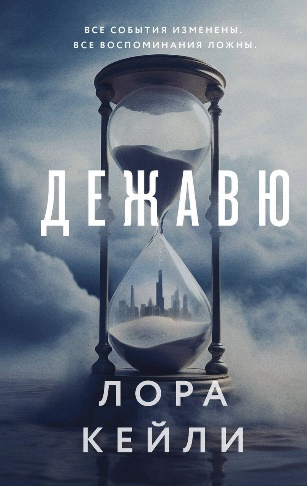 ВСЕ СОБЫТИЯ ИЗМЕНЕНЫ.
ВСЕ ВОСПОМИНАНИЯ ЛОЖНЫ.
ДЕЖАВЮ
ЛОРА
КЕЙЛИ